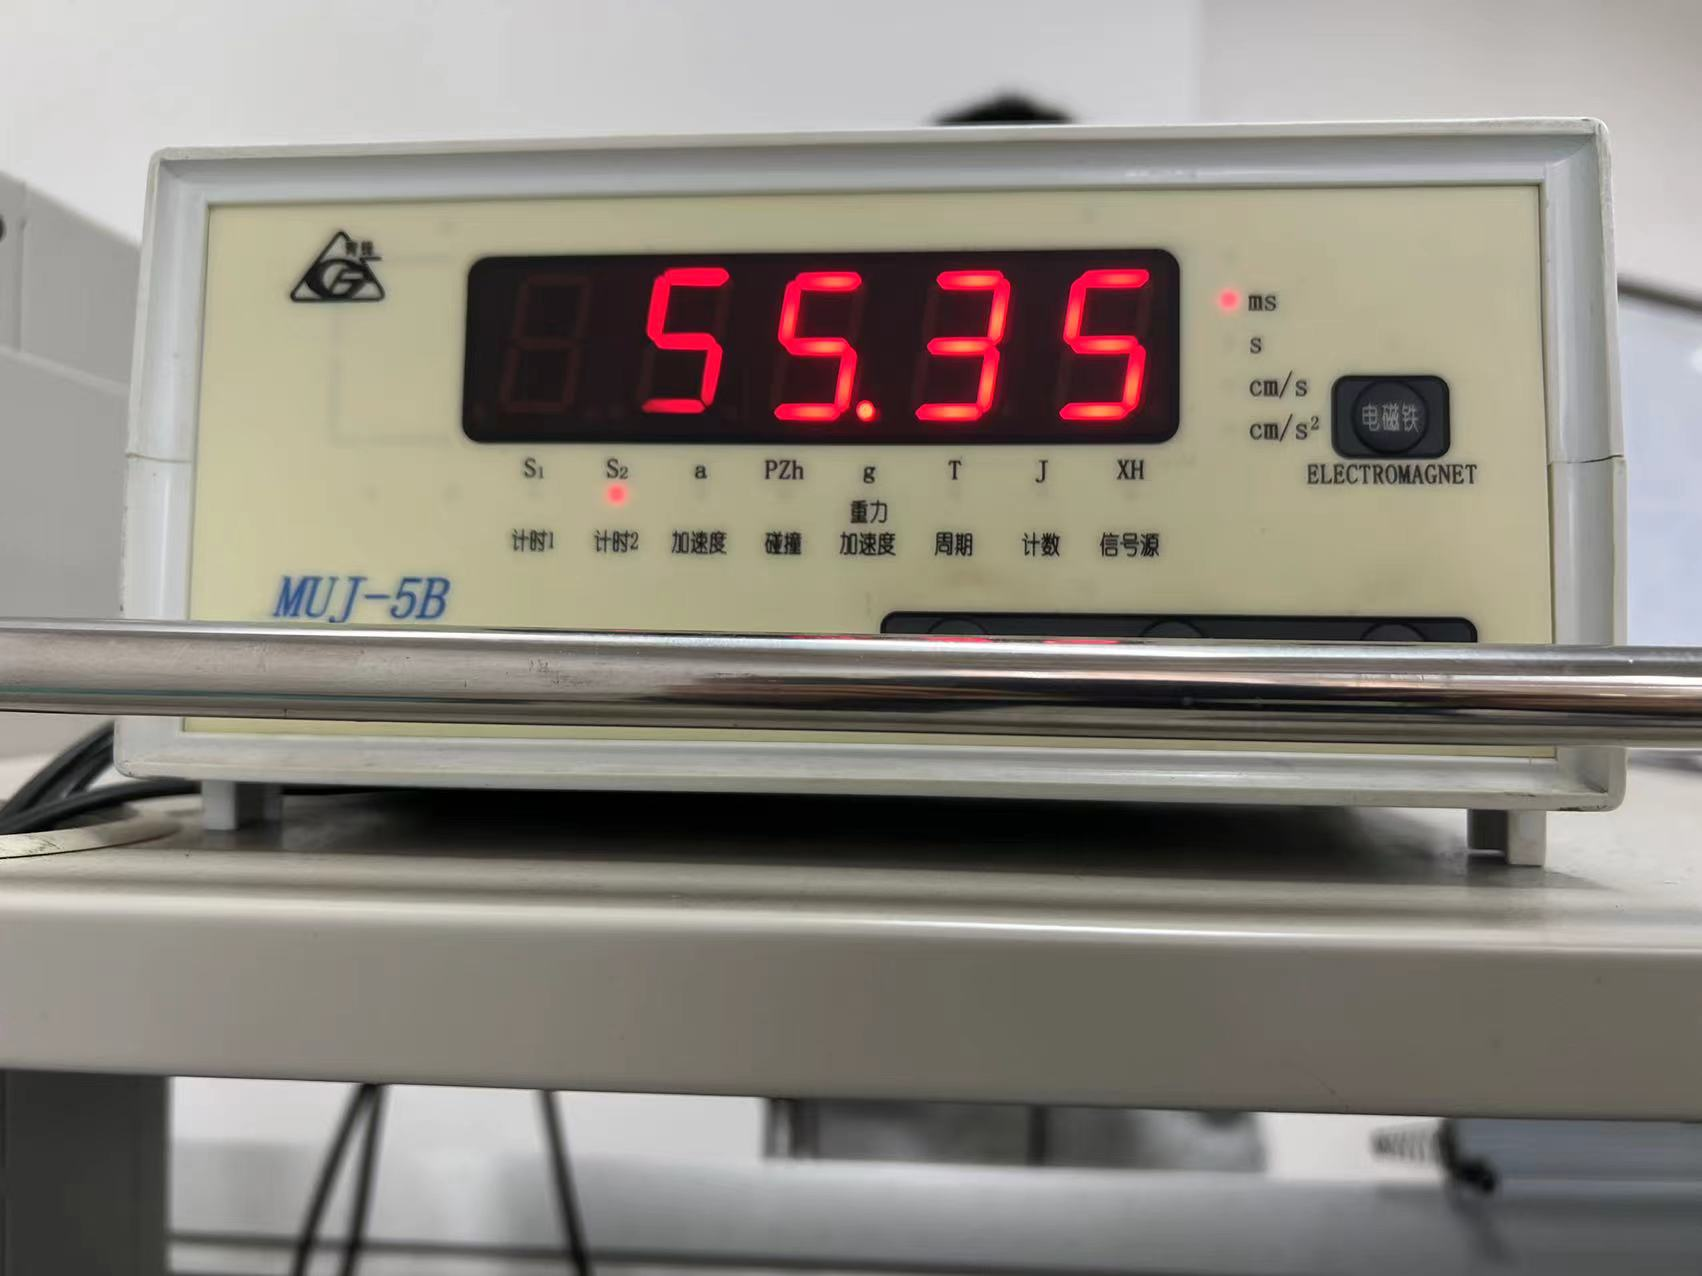 55.35
ms
s
cm/s
cm/s²
电磁铁
ELECTROMAGNET
S₁ S₂ a PZh g T J XH
重力
计时1 计时2 加速度 碰撞 加速度 周期 计数 信号源
MUJ-5B